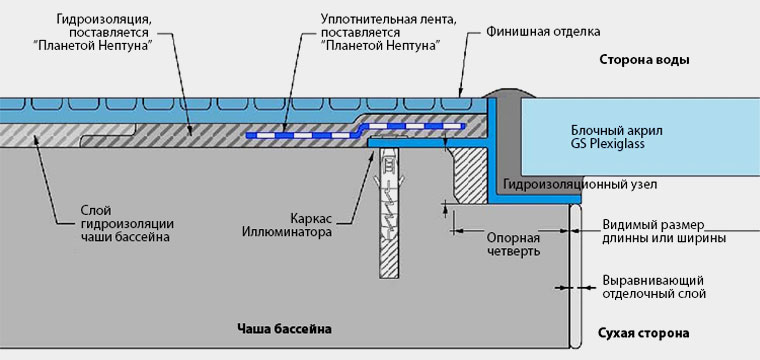 Гидроизоляция,
поставляется
“Планетой Нептуна”
Уплотнительная лента,
поставляется
“Планетой Нептуна”
Финишная отделка
Сторона воды
Блочный акрил
GS Plexiglass
Гидроизоляционный узел
Слой
гидроизоляции
чаши бассейна
Каркас
Иллюминатора
Опорная
четверть
Видимый размер
длинны или ширины
Выравнивающий
отделочный слой
Чаша бассейна
Сухая сторона